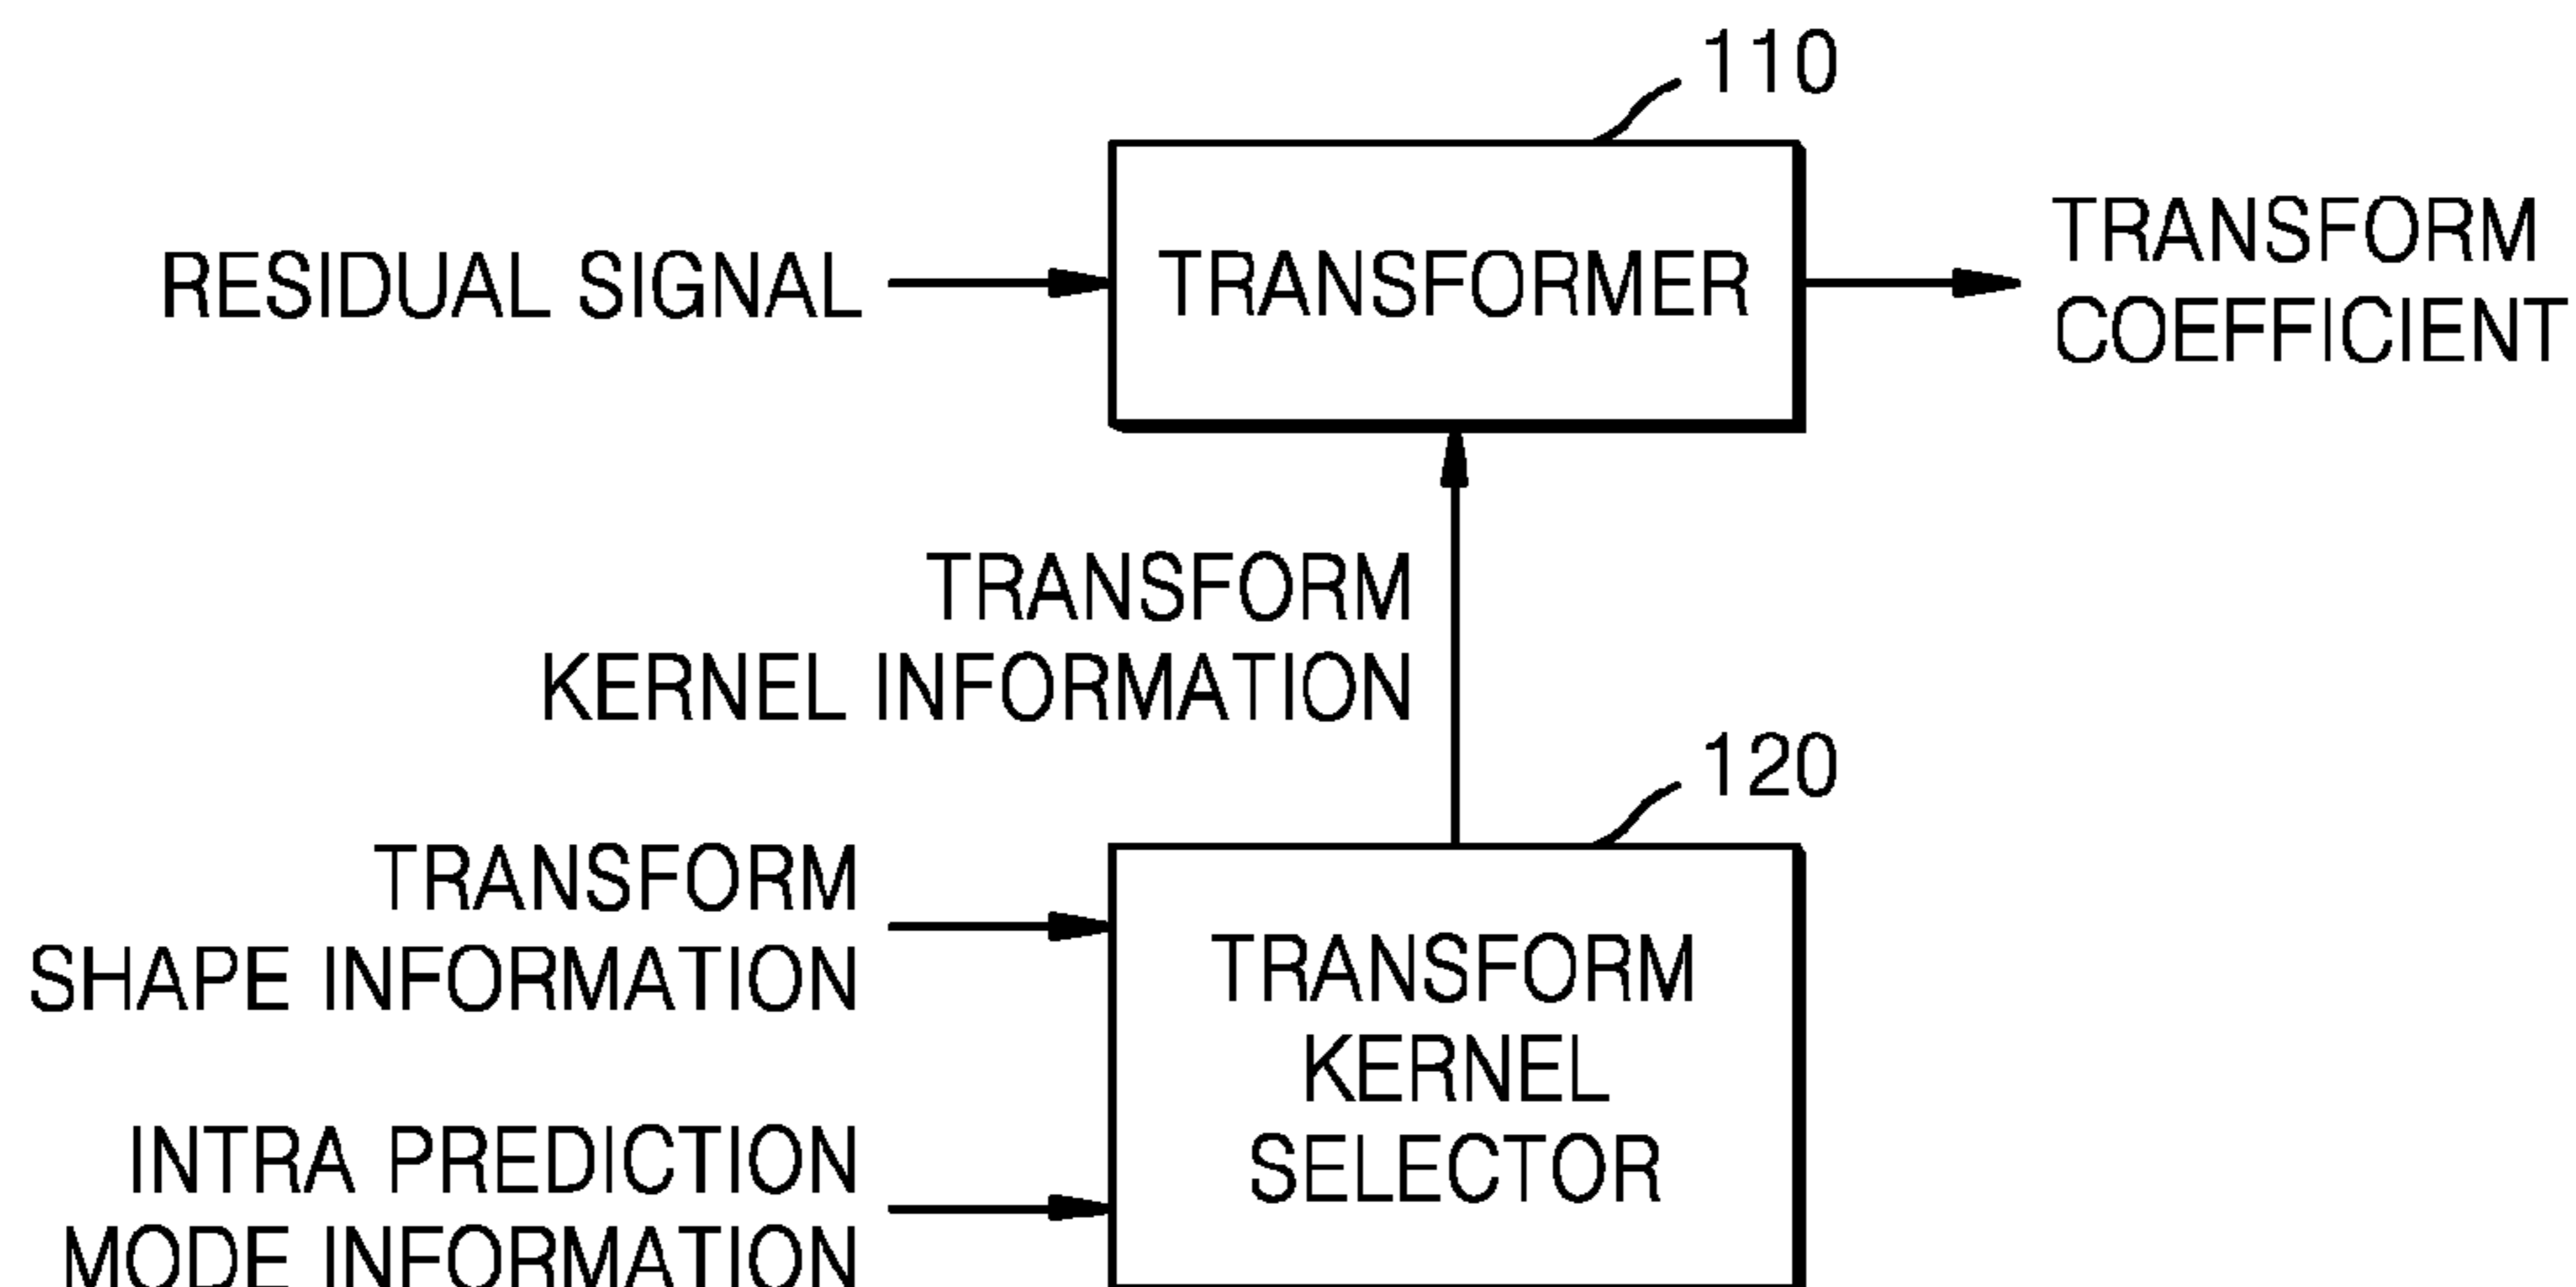 110
RESIDUAL SIGNAL
TRANSFORMER
TRANSFORM
COEFFICIENT
TRANSFORM
KERNEL INFORMATION
120
TRANSFORM
SHAPE INFORMATION
TRANSFORM
KERNEL
SELECTOR
INTRA PREDICTION
MODE INFORMATION